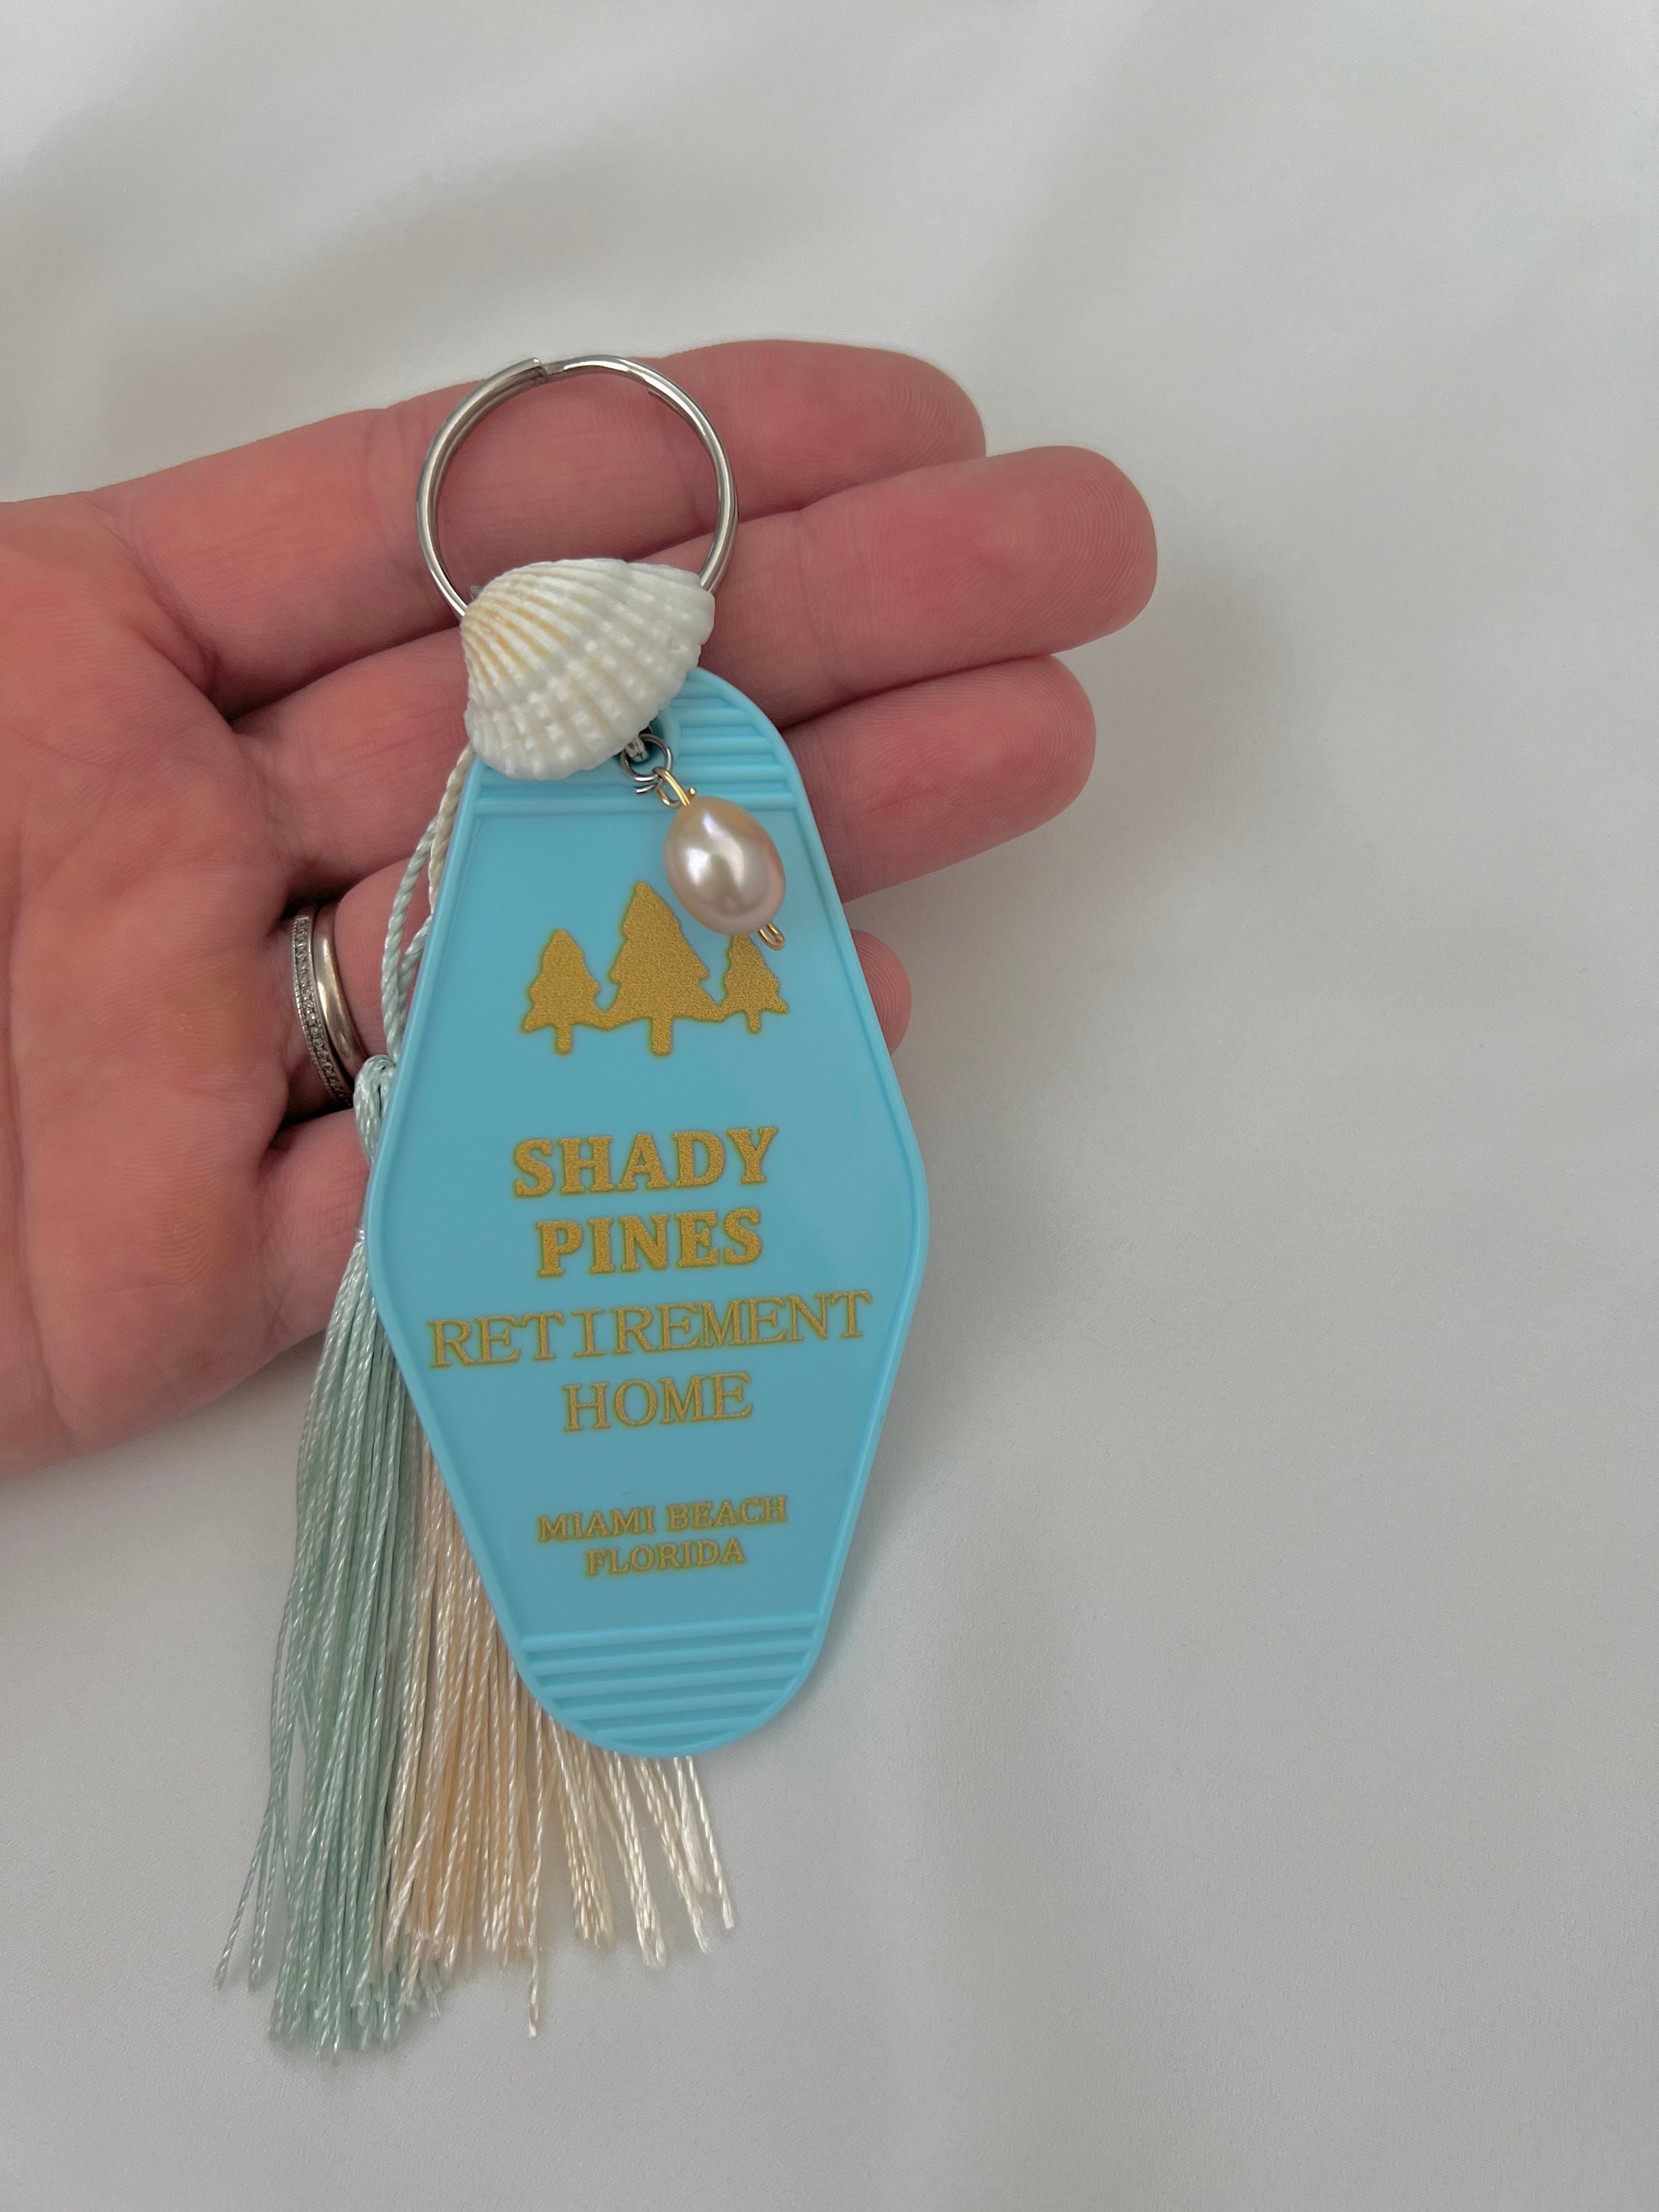 SHADY
PINES
RETIREMENT
HOME
MIAMI BEACH
FLORIDA